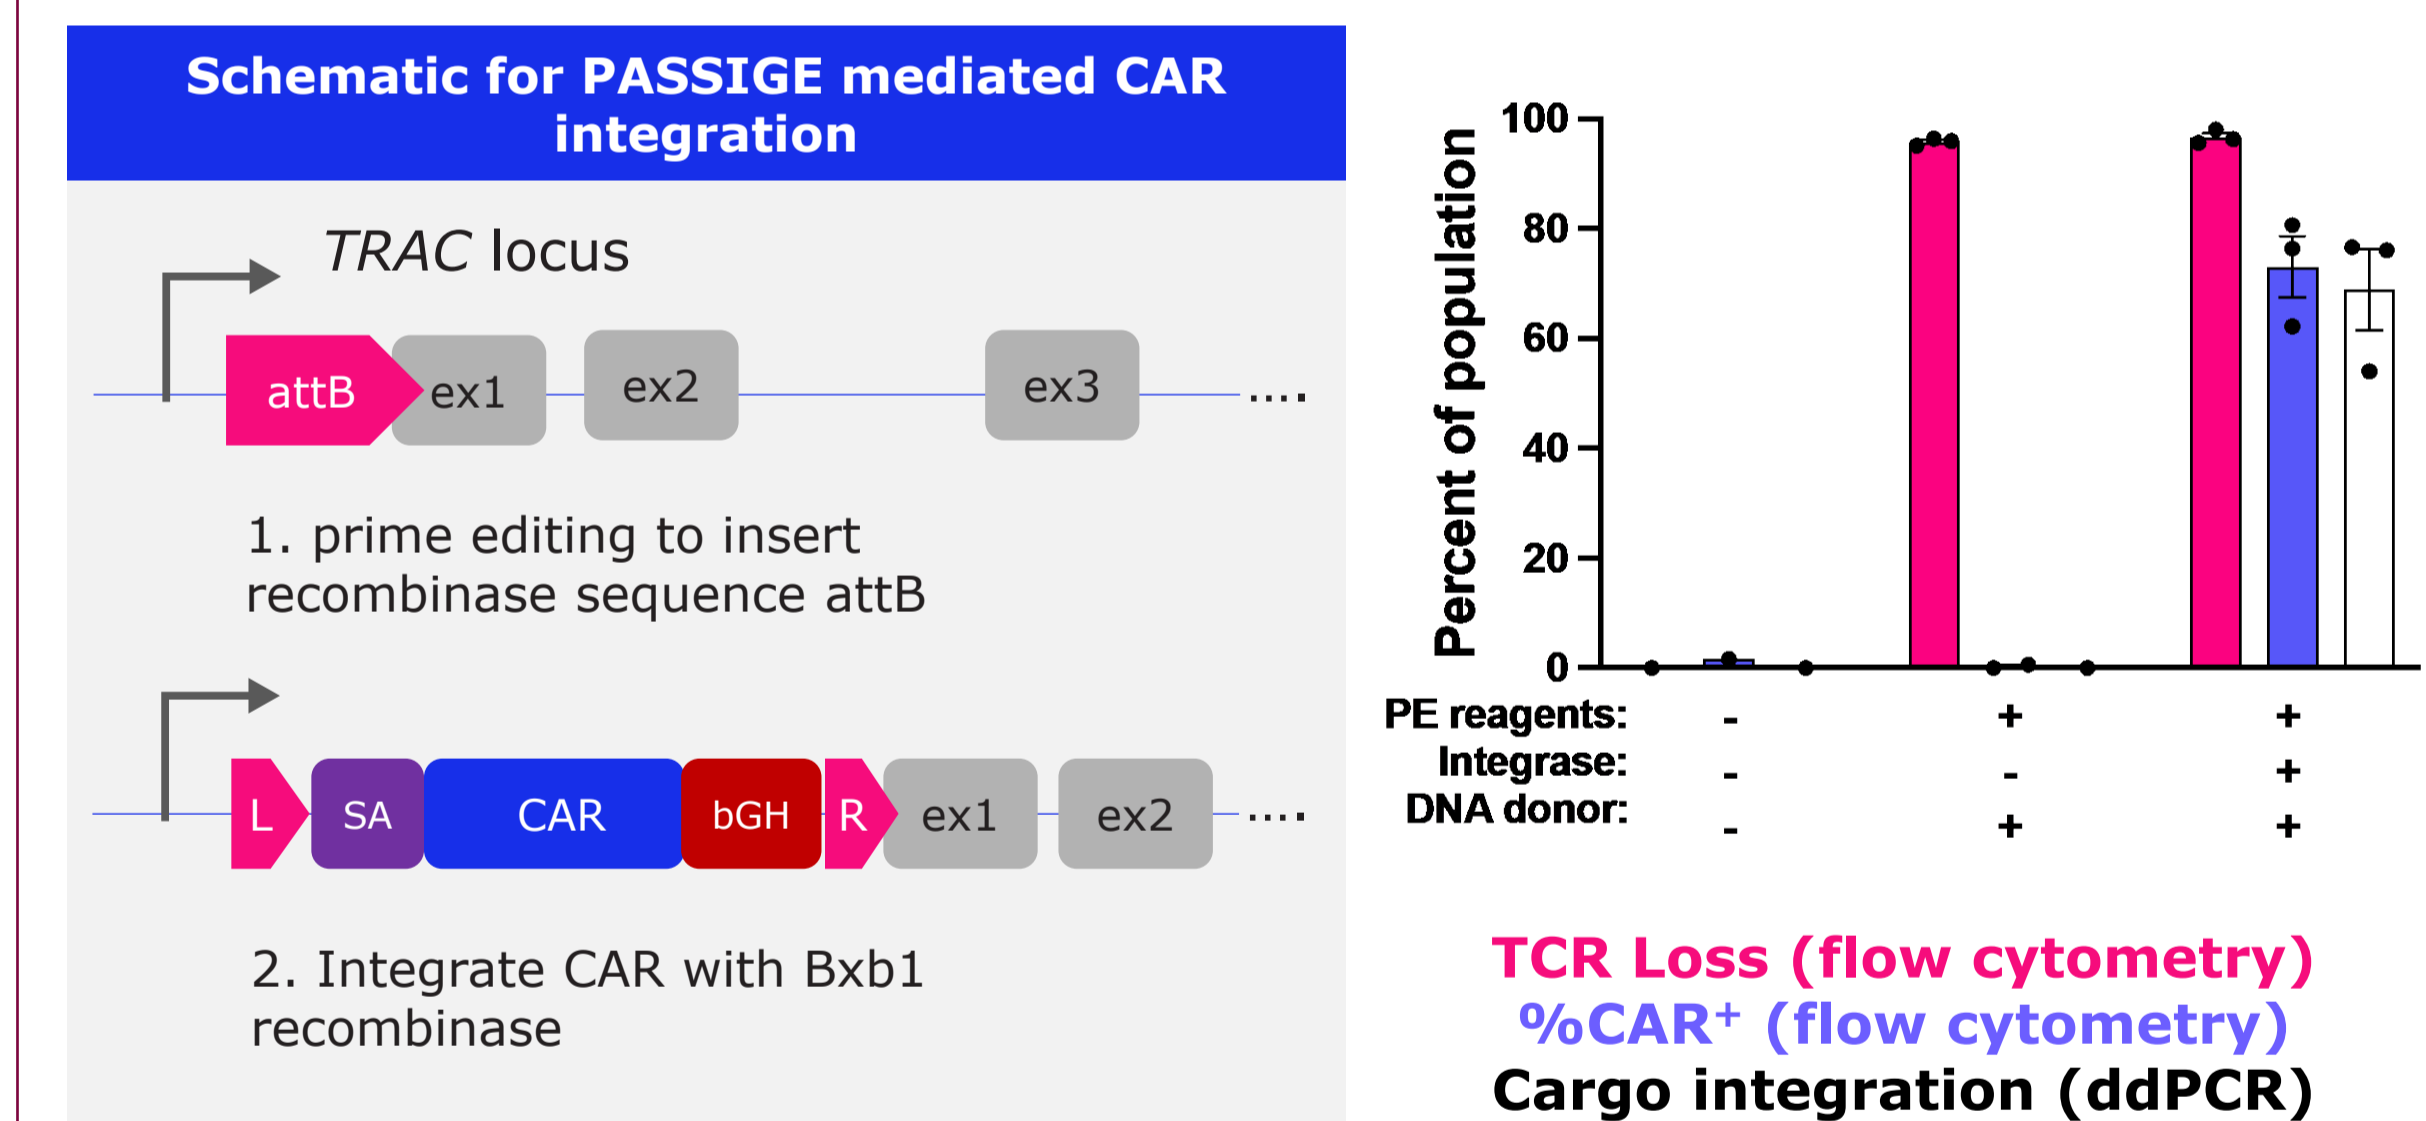 Schematic for PASSIGE mediated CAR
integration
TRAC locus
attB
ex1
ex2
ex3
....
1. prime editing to insert
recombinase sequence attB
L
SA
CAR
bGH
R
ex1
ex2
....
2. Integrate CAR with Bxb1
recombinase
Percent of population
100
80
60
40
20
0
PE reagents: - + +
Integrase: - - +
DNA donor: - + +
TCR Loss (flow cytometry)
%CAR⁺ (flow cytometry)
Cargo integration (ddPCR)